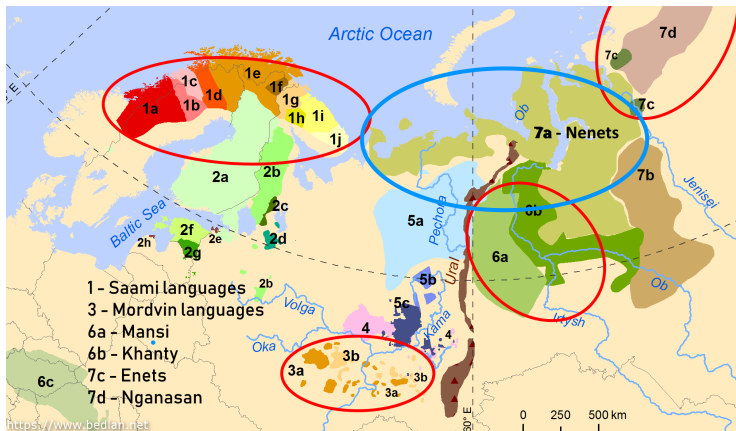 Arctic Ocean
7d
7c
7c
1c
1e
1f
1a
1b
1d
1g
1h
1i
1j
Ob
7a - Nenets
7b
Jenisei
2a
2b
2c
2d
2e
2f
2g
2h
Baltic Sea
5a
Pechora
6b
6a
Ural
Ob
Irtysh
5b
5c
Kama
2b
Volga
Oka
4
4
3a
3b
3a
3b
6c
1 - Saami languages
3 - Mordvin languages
6a - Mansi
6b - Khanty
7c - Enets
7d - Nganasan
60° E
° E
0 250 500 km
https://www.bedlan.net